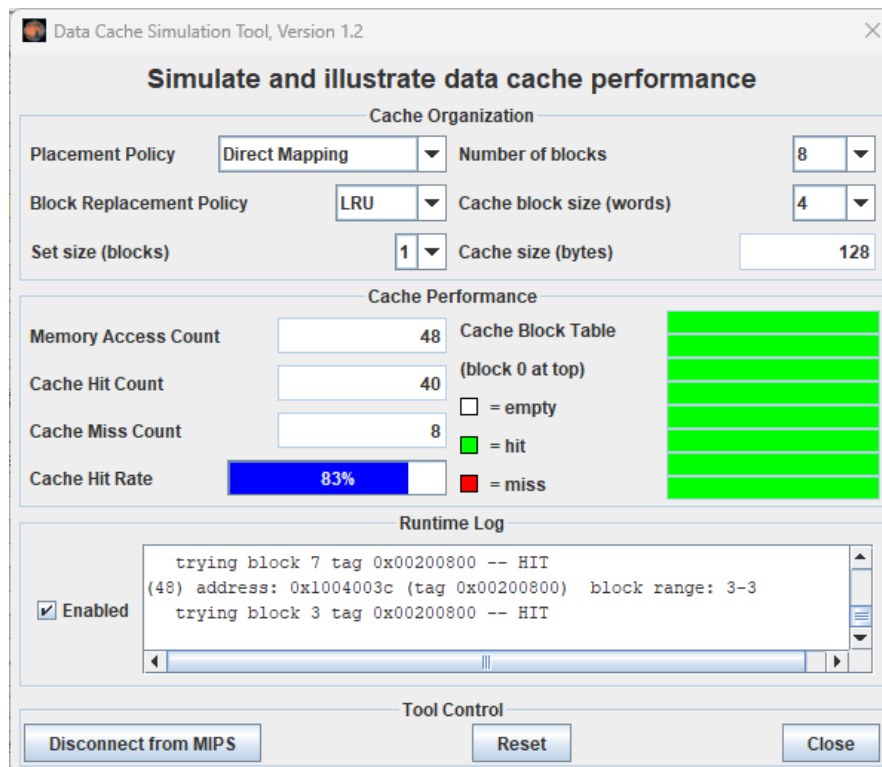 Data Cache Simulation Tool, Version 1.2
Simulate and illustrate data cache performance
Cache Organization
Placement Policy Direct Mapping Number of blocks 8
Block Replacement Policy LRU Cache block size (words) 4
Set size (blocks) 1 Cache size (bytes) 128
Cache Performance
Memory Access Count 48
Cache Hit Count 40
Cache Miss Count 8
Cache Hit Rate 83%
Cache Block Table
(block 0 at top)
= empty
= hit
= miss
Runtime Log
Enabled
trying block 7 tag 0x00200800 -- HIT
(48) address: 0x1004003c (tag 0x00200800) block range: 3-3
trying block 3 tag 0x00200800 -- HIT
Tool Control
Disconnect from MIPS Reset Close